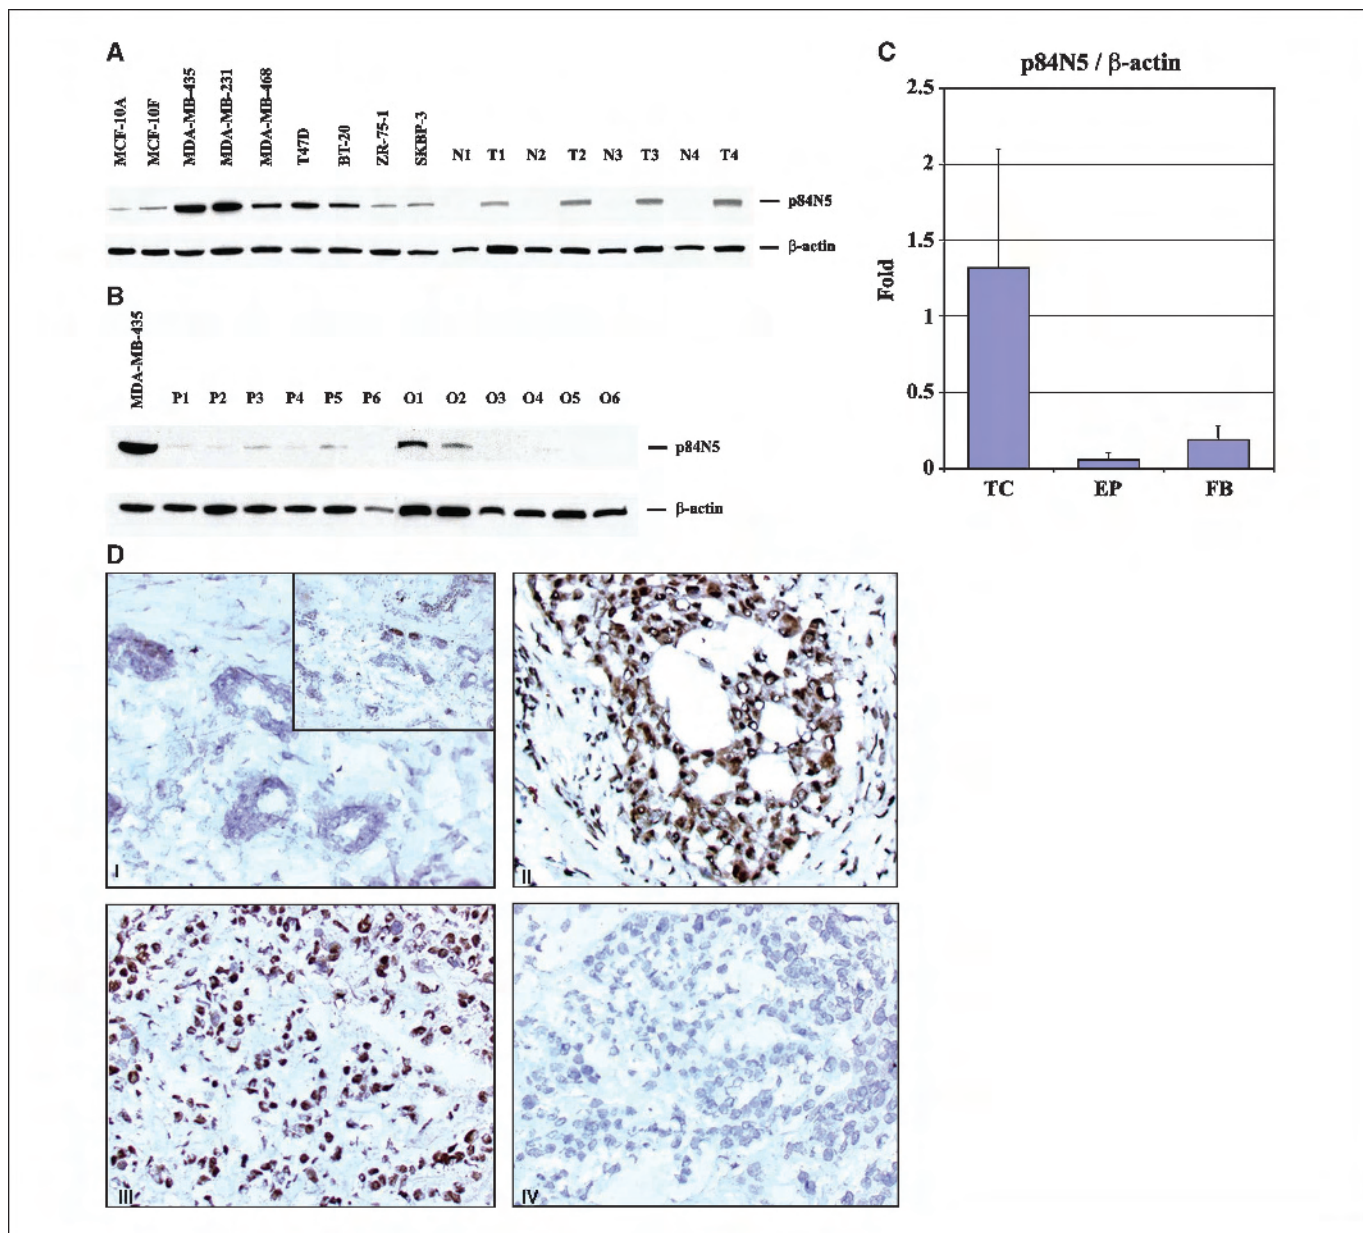 A
MCF-10A MCF-10F MDA-MB-435 MDA-MB-231 MDA-MB-468 T47D BT-20 ZR-75-1 SKBP-3 N1 T1 N2 T2 N3 T3 N4 T4
p84N5
β-actin
B
MDA-MB-435 P1 P2 P3 P4 P5 P6 O1 O2 O3 O4 O5 O6
p84N5
β-actin
C
p84N5 / β-actin
Fold
2.5
2
1.5
1
0.5
0
TC EP FB
D
I
II
III
IV